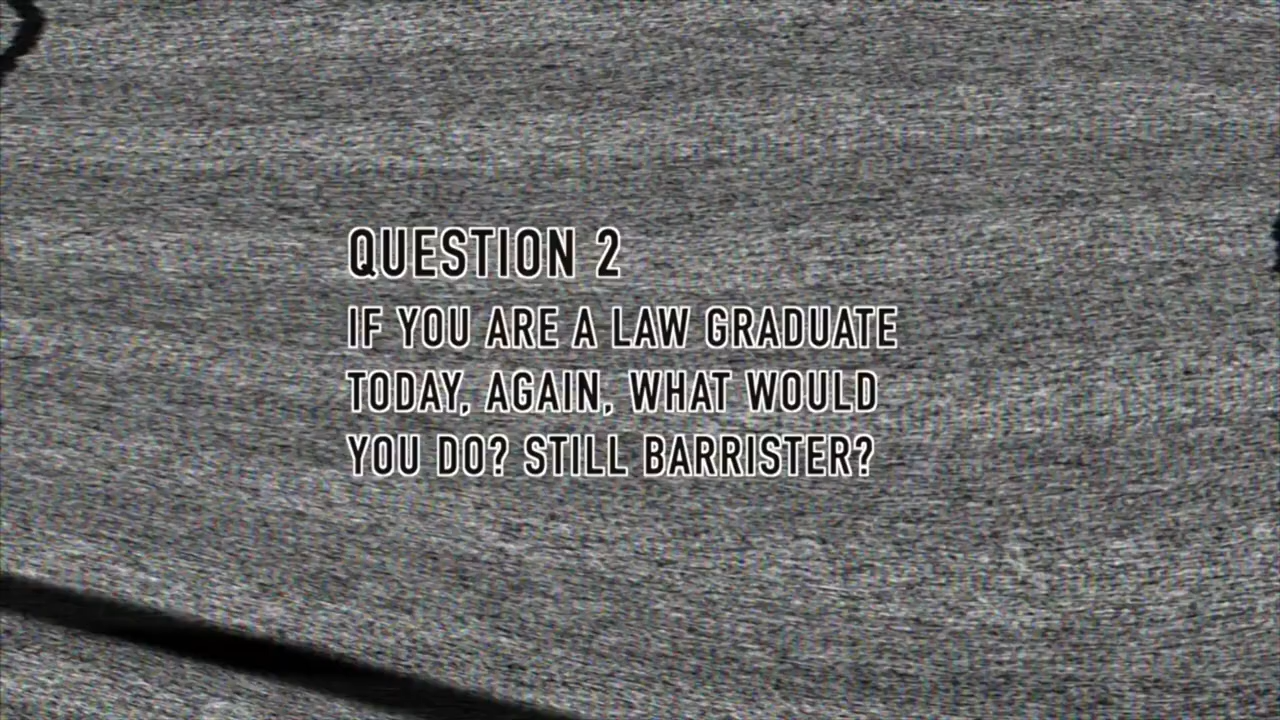 QUESTION 2
IF YOU ARE A LAW GRADUATE
TODAY, AGAIN, WHAT WOULD
YOU DO? STILL BARRISTER?